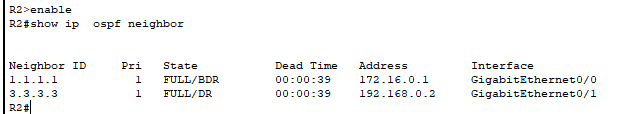 R2>enable
R2#show ip  ospf neighbor
Neighbor ID     Pri   State           Dead Time   Address         Interface
1.1.1.1           1   FULL/BDR        00:00:39    172.16.0.1      GigabitEthernet0/0
3.3.3.3           1   FULL/DR         00:00:39    192.168.0.2     GigabitEthernet0/1
R2#